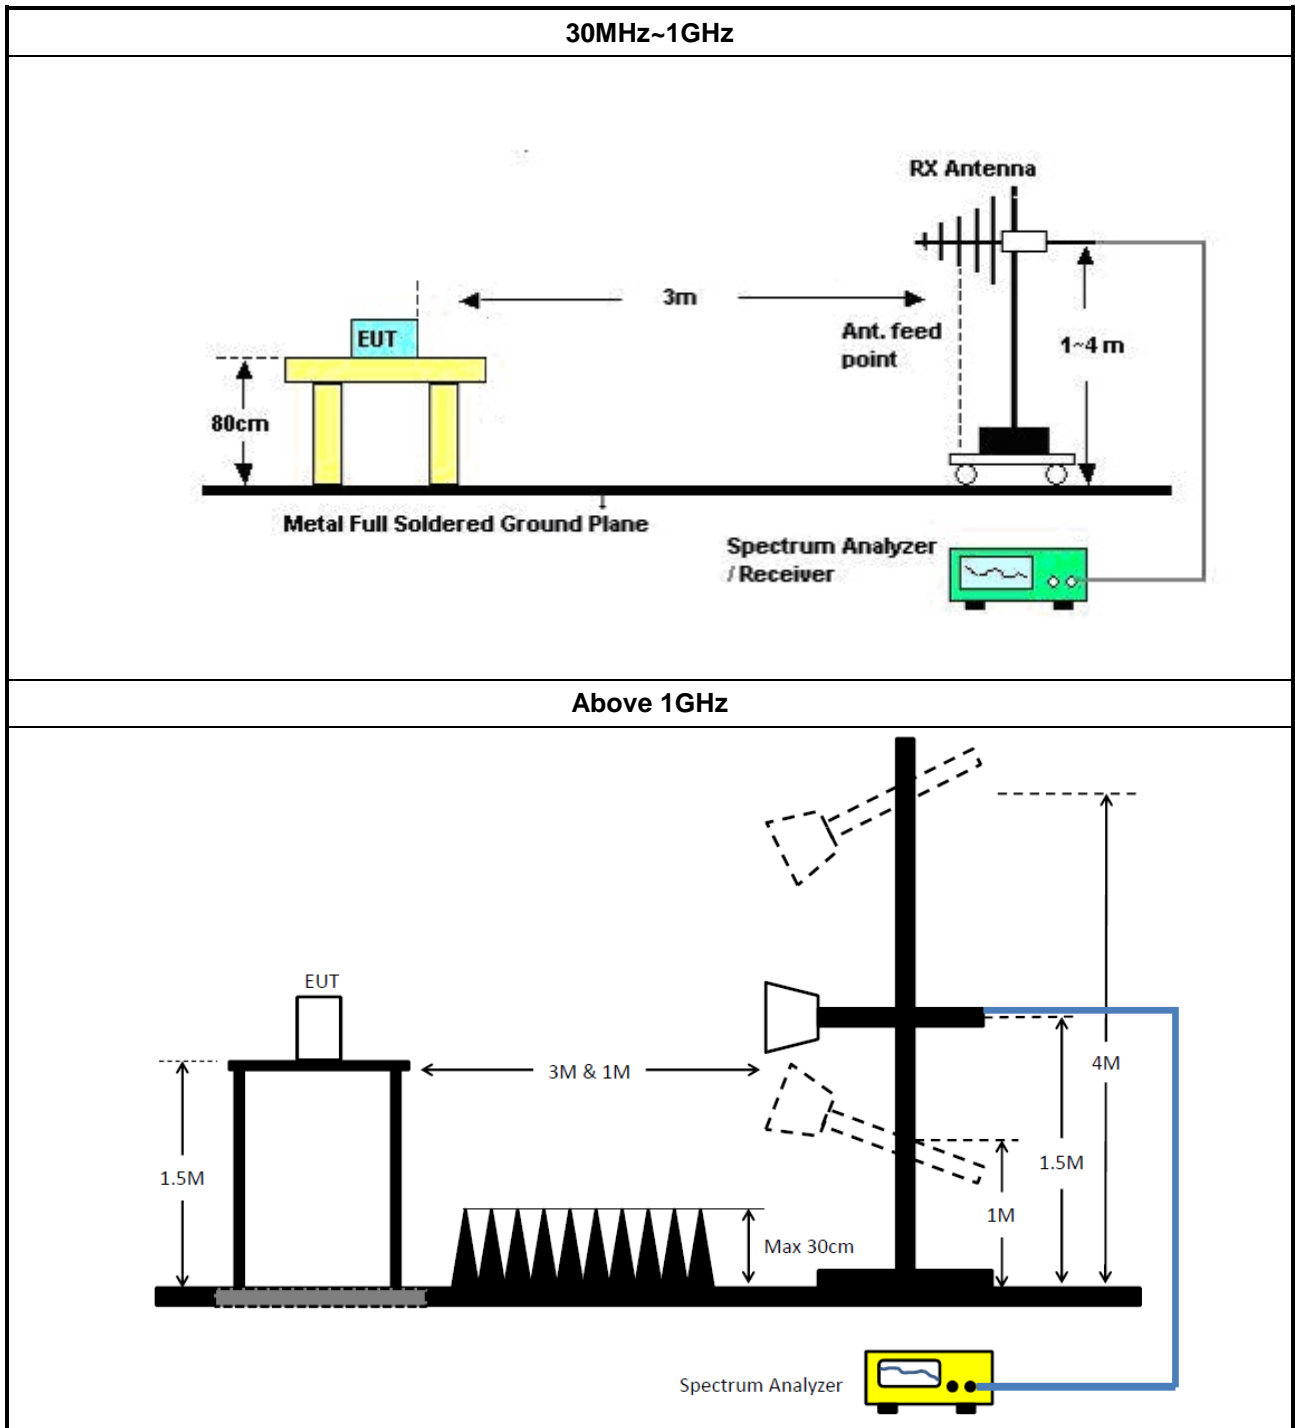 30MHz~1GHz
RX Antenna
3m
EUT
Ant. feed
point
1~4 m
80cm
Metal Full Soldered Ground Plane
Spectrum Analyzer
/ Receiver
Above 1GHz
EUT
3M & 1M
4M
1.5M
1.5M
1M
Max 30cm
Spectrum Analyzer